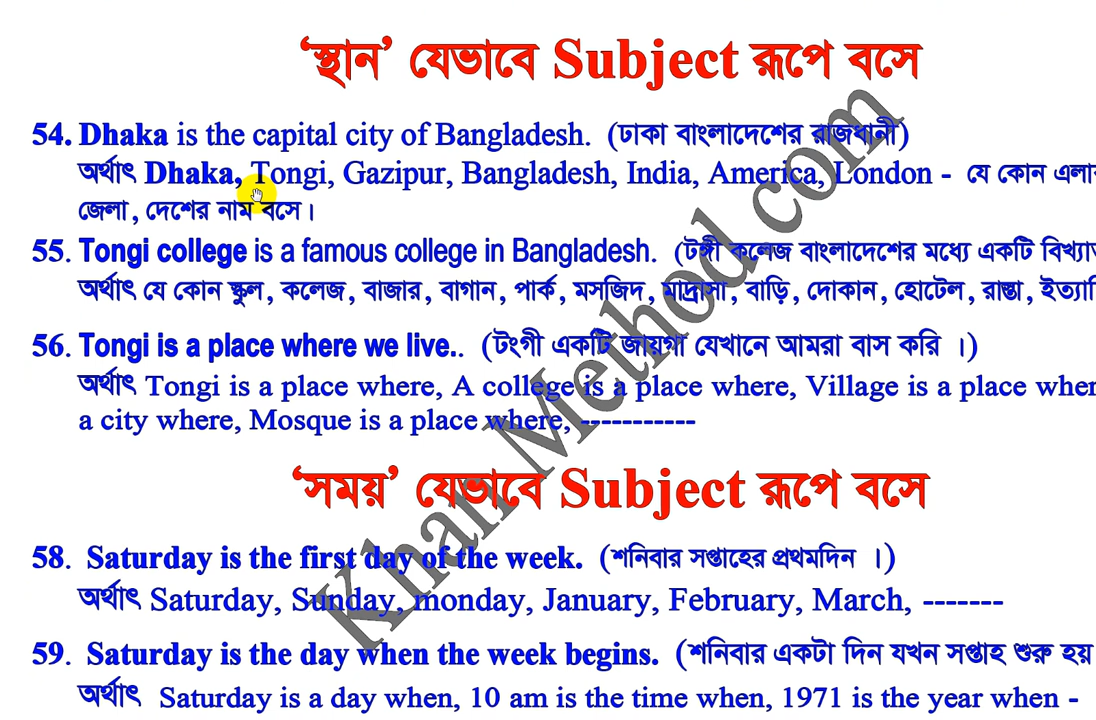 ‘স্থান’ যেভাবে Subject রূপে বসে
54. Dhaka is the capital city of Bangladesh. (ঢাকা বাংলাদেশের রাজধানী)
অর্থাৎ Dhaka, Tongi, Gazipur, Bangladesh, India, America, London - যে কোন
জেলা, দেশের নাম বসে।
55. Tongi college is a famous college in Bangladesh. (টঙ্গী কলেজ বাংলাদেশের মধ্যে একটি
অর্থাৎ যে কোন স্কুল, কলেজ, বাজার, বাগান, পার্ক, মসজিদ, মাদ্রাসা, বাড়ি, দোকান, হোটেল, রাস্তা,
56. Tongi is a place where we live.. (টংগী একটি জায়গা যেখানে আমরা বাস করি ।)
অর্থাৎ Tongi is a place where, A college is a place where, Village is a place
a city where, Mosque is a place where, -----------
‘সময়’ যেভাবে Subject রূপে বসে
58. Saturday is the first day of the week. (শনিবার সপ্তাহের প্রথমদিন ।)
অর্থাৎ Saturday, Sunday, monday, January, February, March, -------
59. Saturday is the day when the week begins. (শনিবার একটা দিন যখন সপ্তাহ শুরু হয়
অর্থাৎ Saturday is a day when, 10 am is the time when, 1971 is the year when -
Khan Method.com